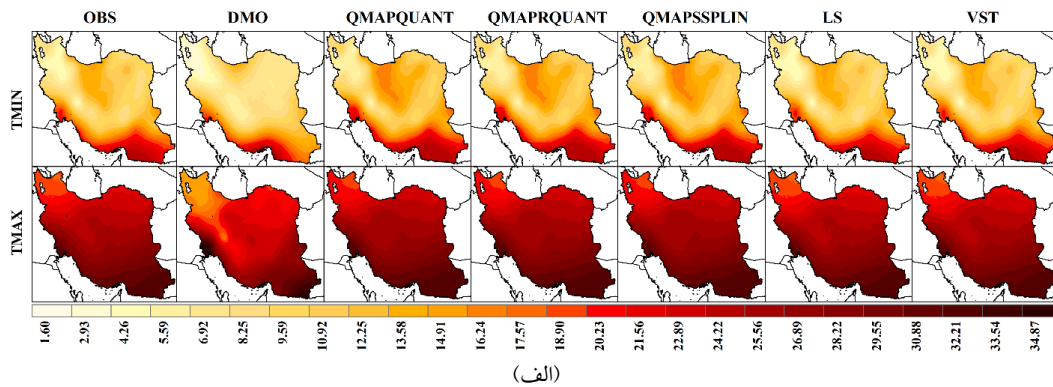 OBS DMO QMAPQUANT QMAPRQUANT QMAPSSPLIN LS VST
TMIN
TMAX
1.60 2.93 4.26 5.59 6.92 8.25 9.59 10.92 12.25 13.58 14.91 16.24 17.57 18.90 20.23 21.56 22.89 24.22 25.56 26.89 28.22 29.55 30.88 32.21 33.54 34.87
(الف)